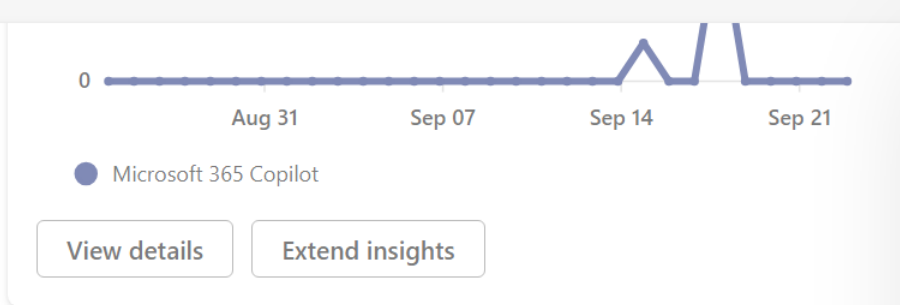 0
Aug 31 Sep 07 Sep 14 Sep 21
Microsoft 365 Copilot
View details Extend insights